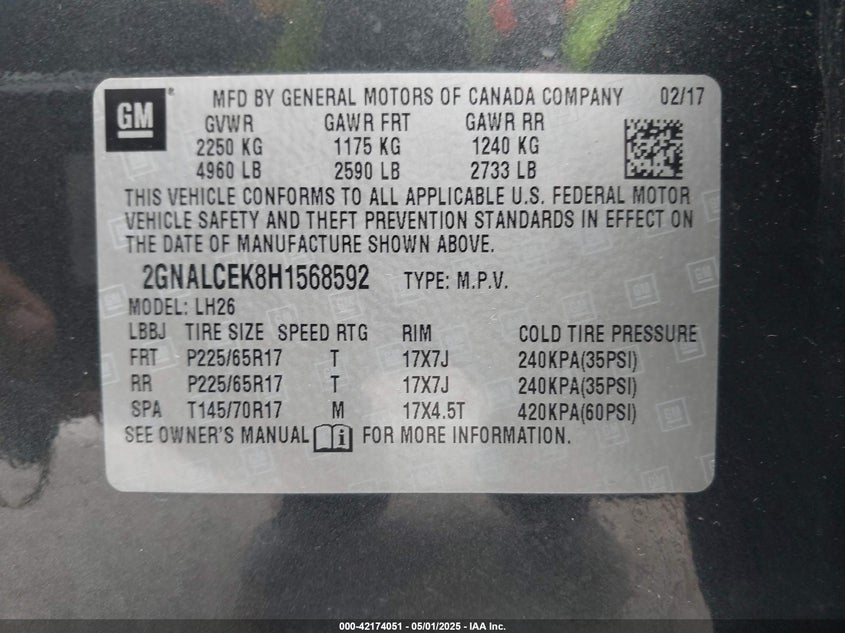 GM® MFD BY GENERAL MOTORS OF CANADA COMPANY 02/17
GVWR GAWR FRT GAWR RR
2250 KG 1175 KG 1240 KG
4960 LB 2590 LB 2733 LB
THIS VEHICLE CONFORMS TO ALL APPLICABLE U.S. FEDERAL MOTOR
VEHICLE SAFETY AND THEFT PREVENTION STANDARDS IN EFFECT ON
THE DATE OF MANUFACTURE SHOWN ABOVE.
2GNALCEK8H1568592 TYPE: M.P.V.
MODEL: LH26
LBBJ TIRE SIZE SPEED RTG RIM COLD TIRE PRESSURE
FRT P225/65R17 T 17X7J 240KPA(35PSI)
RR P225/65R17 T 17X7J 240KPA(35PSI)
SPA T145/70R17 M 17X4.5T 420KPA(60PSI)
SEE OWNER'S MANUAL i FOR MORE INFORMATION.
000-42174051 - 05/01/2025 - IAA Inc.